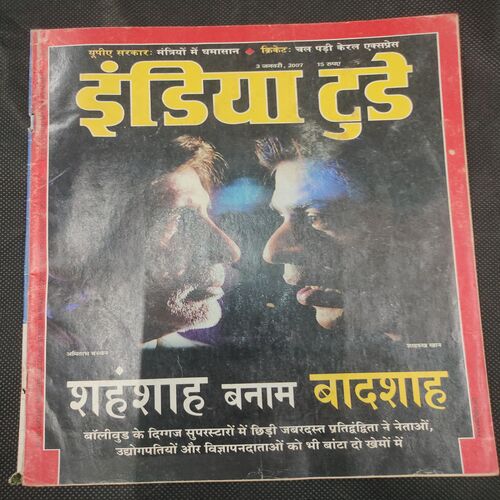 यूपीए सरकार: मंत्रियों में घमासान ◆ क्रिकेट: चल पड़ी केरल एक्सप्रेस
3 जनवरी, 2007 15 रुपए
इंडिया टुडे
अमिताभ बच्चन
शाहरुख खान
शहंशाह बनाम बादशाह
बॉलीवुड के दिग्गज सुपरस्टारों में छिड़ी जबरदस्त प्रतिद्वंद्विता ने नेताओं,
उद्योगपतियों और विज्ञापनदाताओं को भी बांटा दो खेमों में